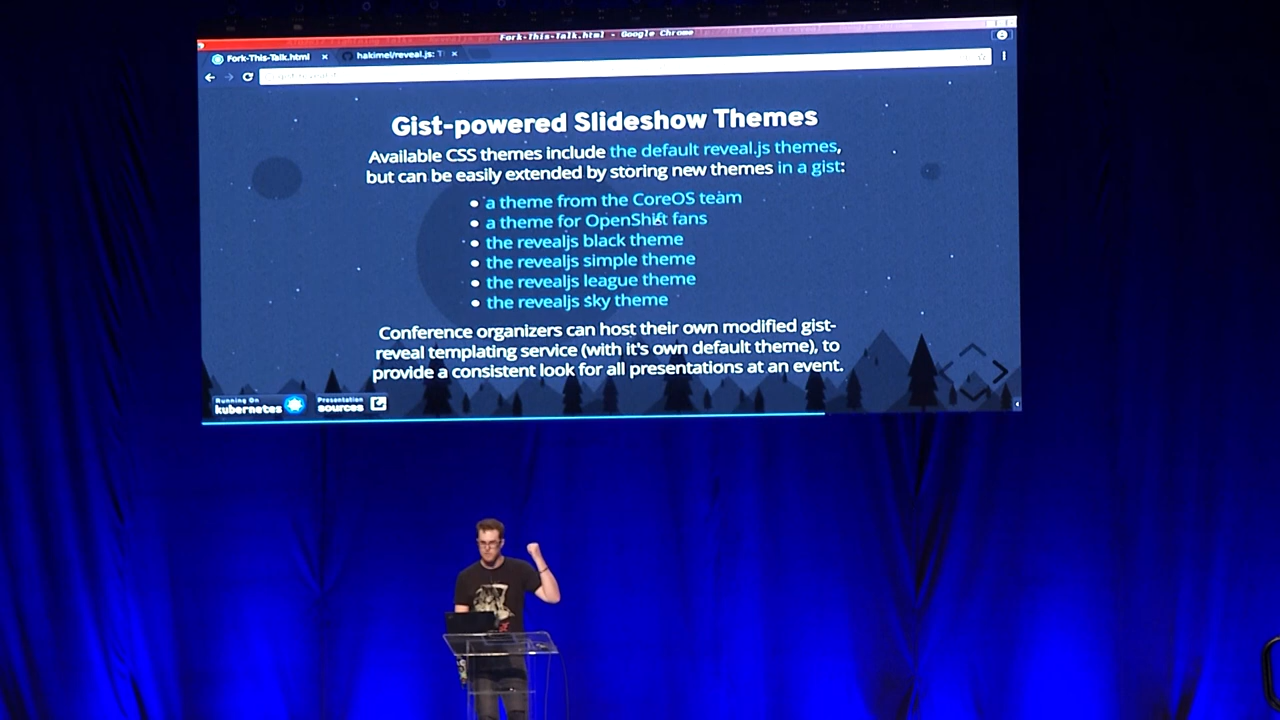 Fork-This-Talk.html - Google Chrome
Fork-This-Talk.html
hakimel/reveal.js:
Gist-powered Slideshow Themes
Available CSS themes include the default reveal.js themes,
but can be easily extended by storing new themes in a gist:
a theme from the CoreOS team
a theme for OpenShift fans
the revealjs black theme
the revealjs simple theme
the revealjs league theme
the revealjs sky theme
Conference organizers can host their own modified gist-
reveal templating service (with it's own default theme), to
provide a consistent look for all presentations at an event.
Running On
kubernetes
Presentation
sources